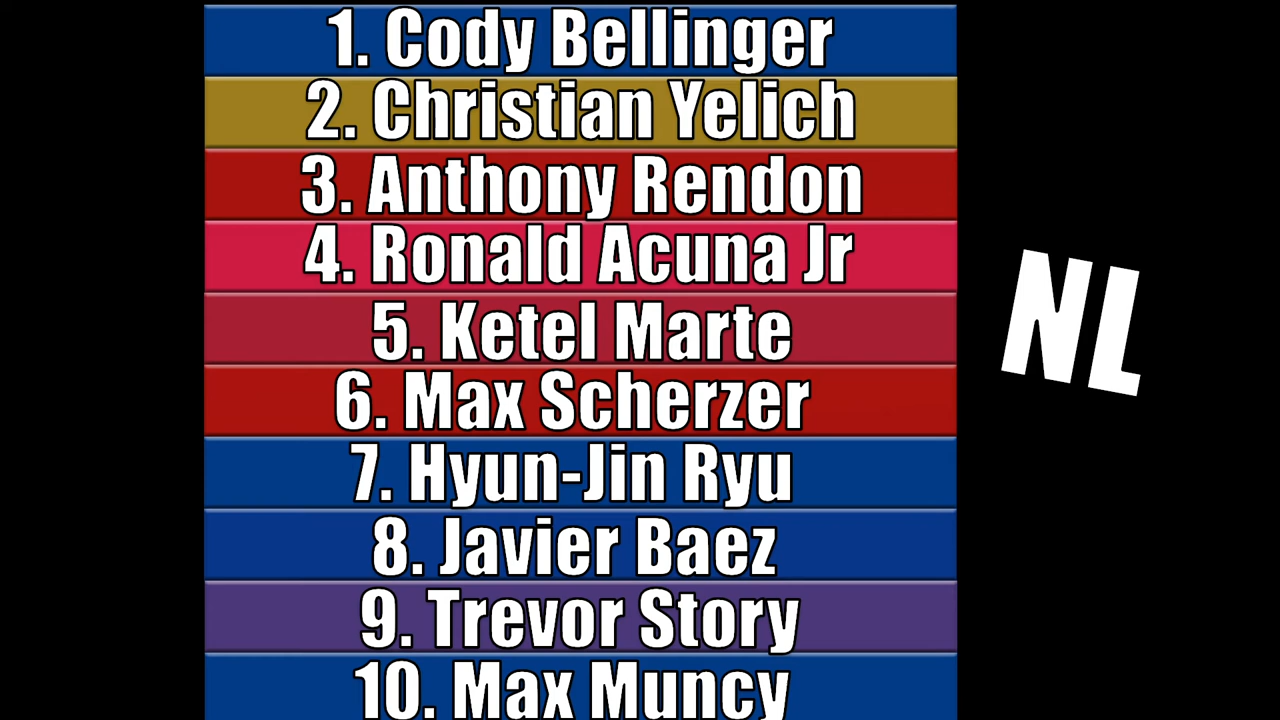 1. Cody Bellinger
2. Christian Yelich
3. Anthony Rendon
4. Ronald Acuna Jr
5. Ketel Marte
6. Max Scherzer
7. Hyun-Jin Ryu
8. Javier Baez
9. Trevor Story
10. Max Muncy
NL